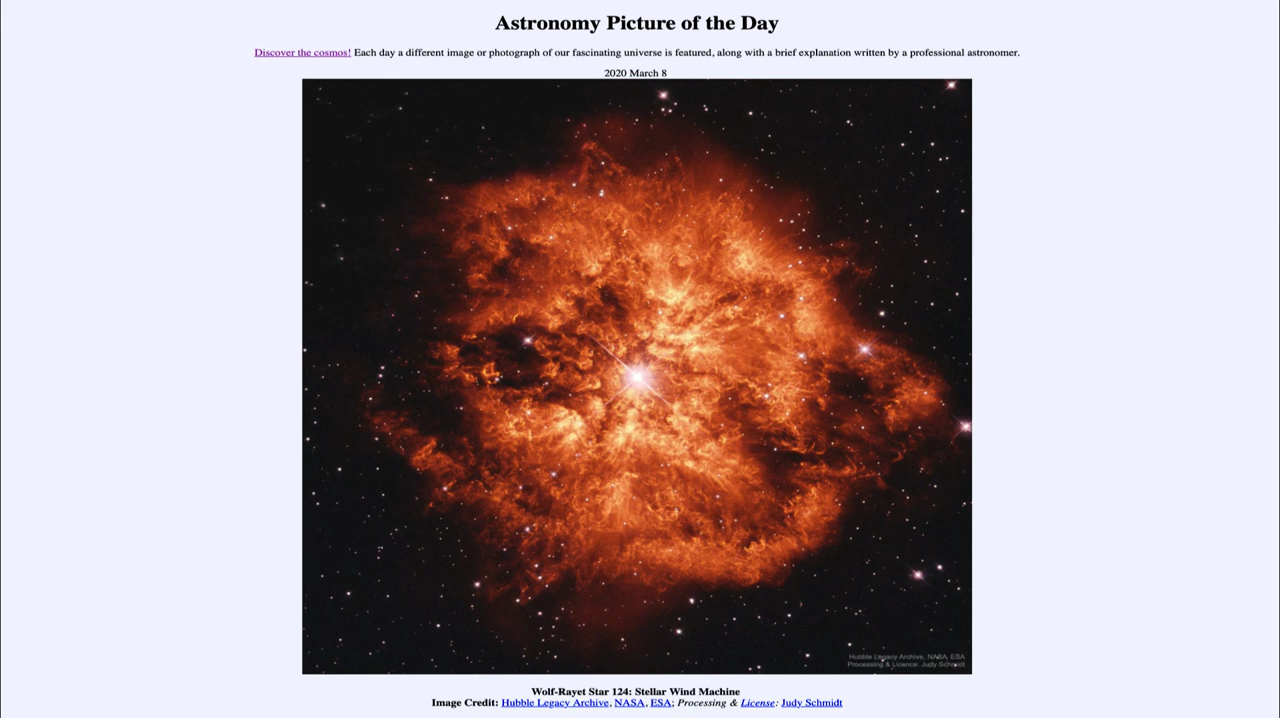 Astronomy Picture of the Day
Discover the cosmos! Each day a different image or photograph of our fascinating universe is featured, along with a brief explanation written by a professional astronomer.
2020 March 8
Hubble Legacy Archive, NASA, ESA
Processing & Licence: Judy Schmidt
Wolf-Rayet Star 124: Stellar Wind Machine
Image Credit: Hubble Legacy Archive, NASA, ESA; Processing & License: Judy Schmidt